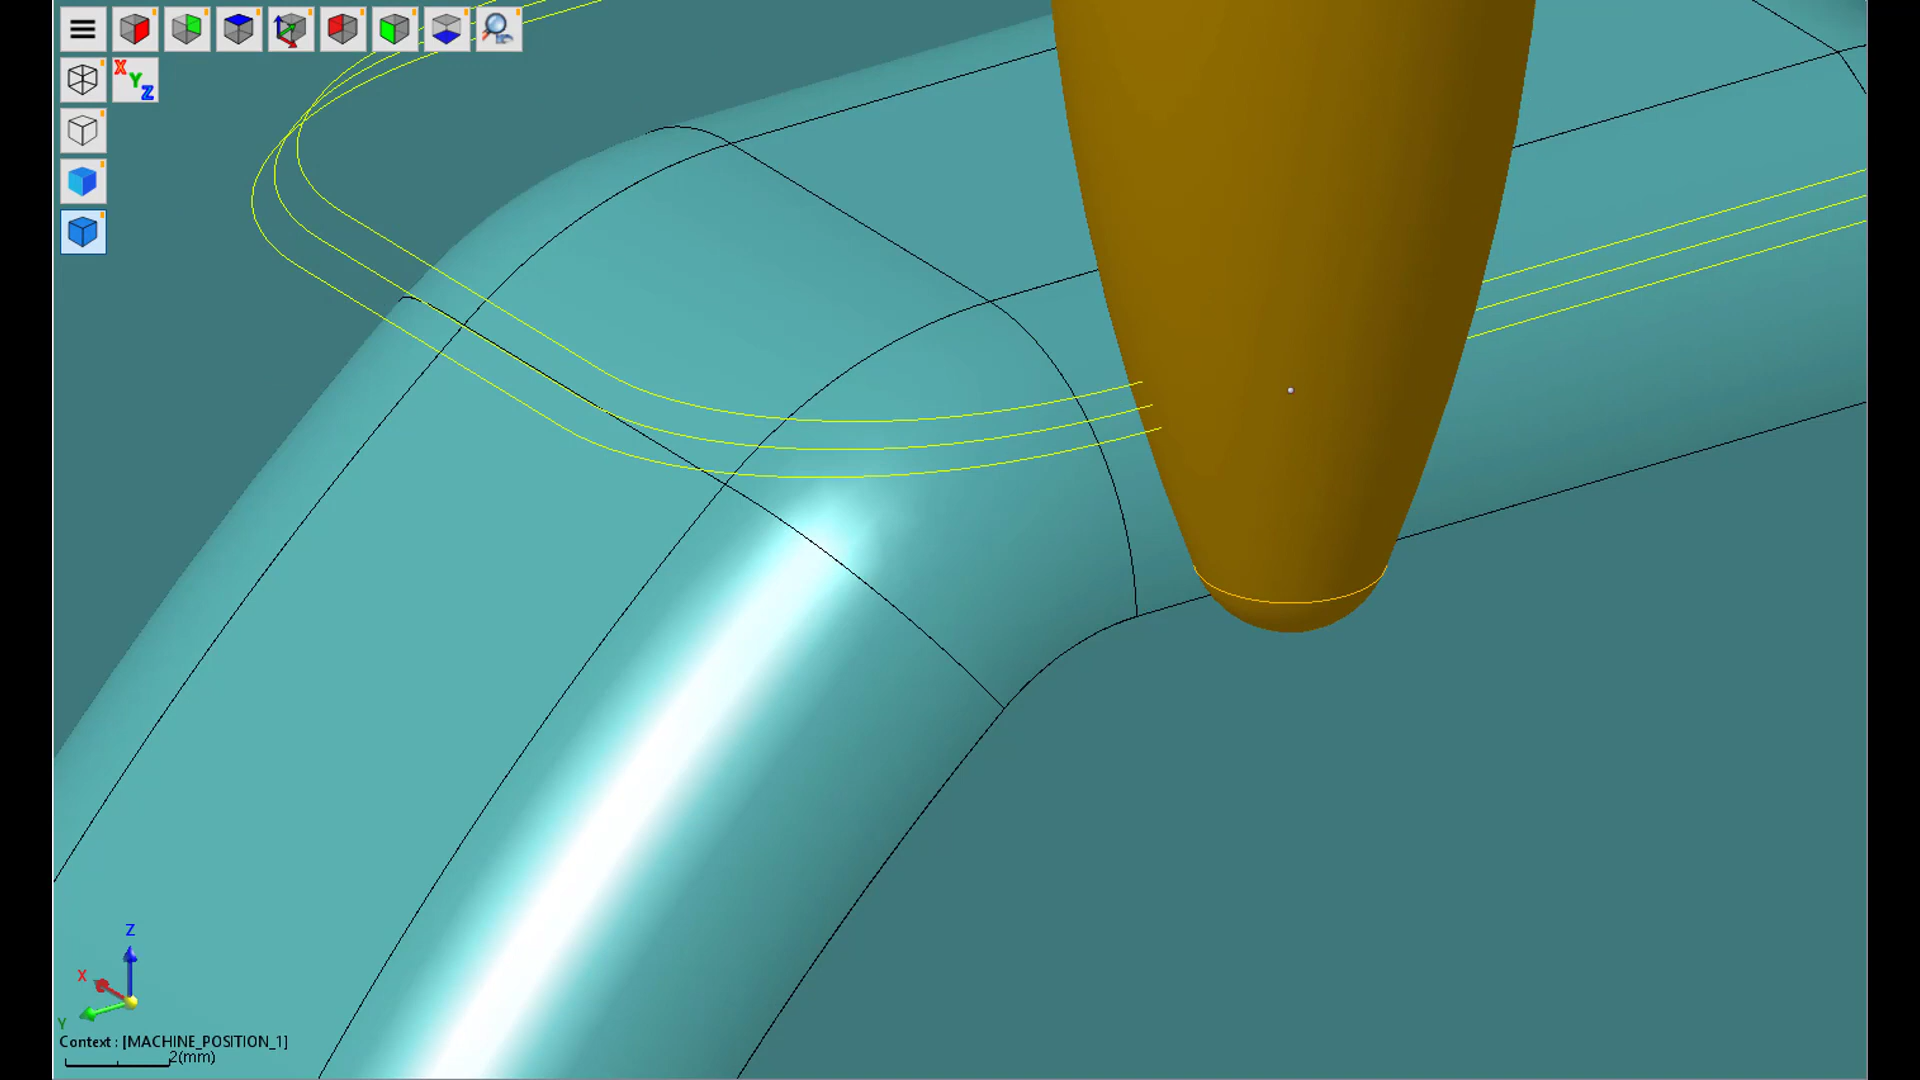 X
Y
Z
Z
X
Y
Context : [MACHINE_POSITION_1]
2(mm)